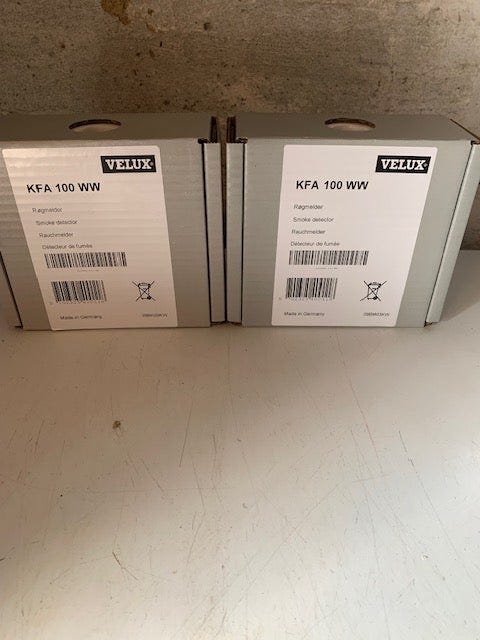 VELUX
KFA 100 WW
Røgmelder
Smoke detector
Rauchmelder
Détecteur de fumée
Made in Germany
VELUX
KFA 100 WW
Røgmelder
Smoke detector
Rauchmelder
Détecteur de fumée
Made in Germany